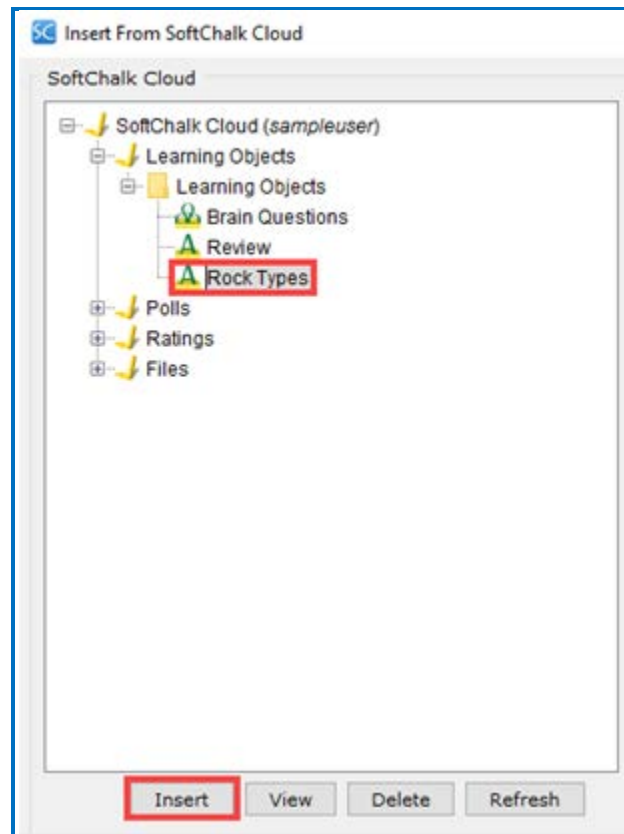 SC Insert From SoftChalk Cloud
SoftChalk Cloud
SoftChalk Cloud (sampleuser)
Learning Objects
Learning Objects
Brain Questions
A Review
A Rock Types
Polls
Ratings
Files
Insert View Delete Refresh